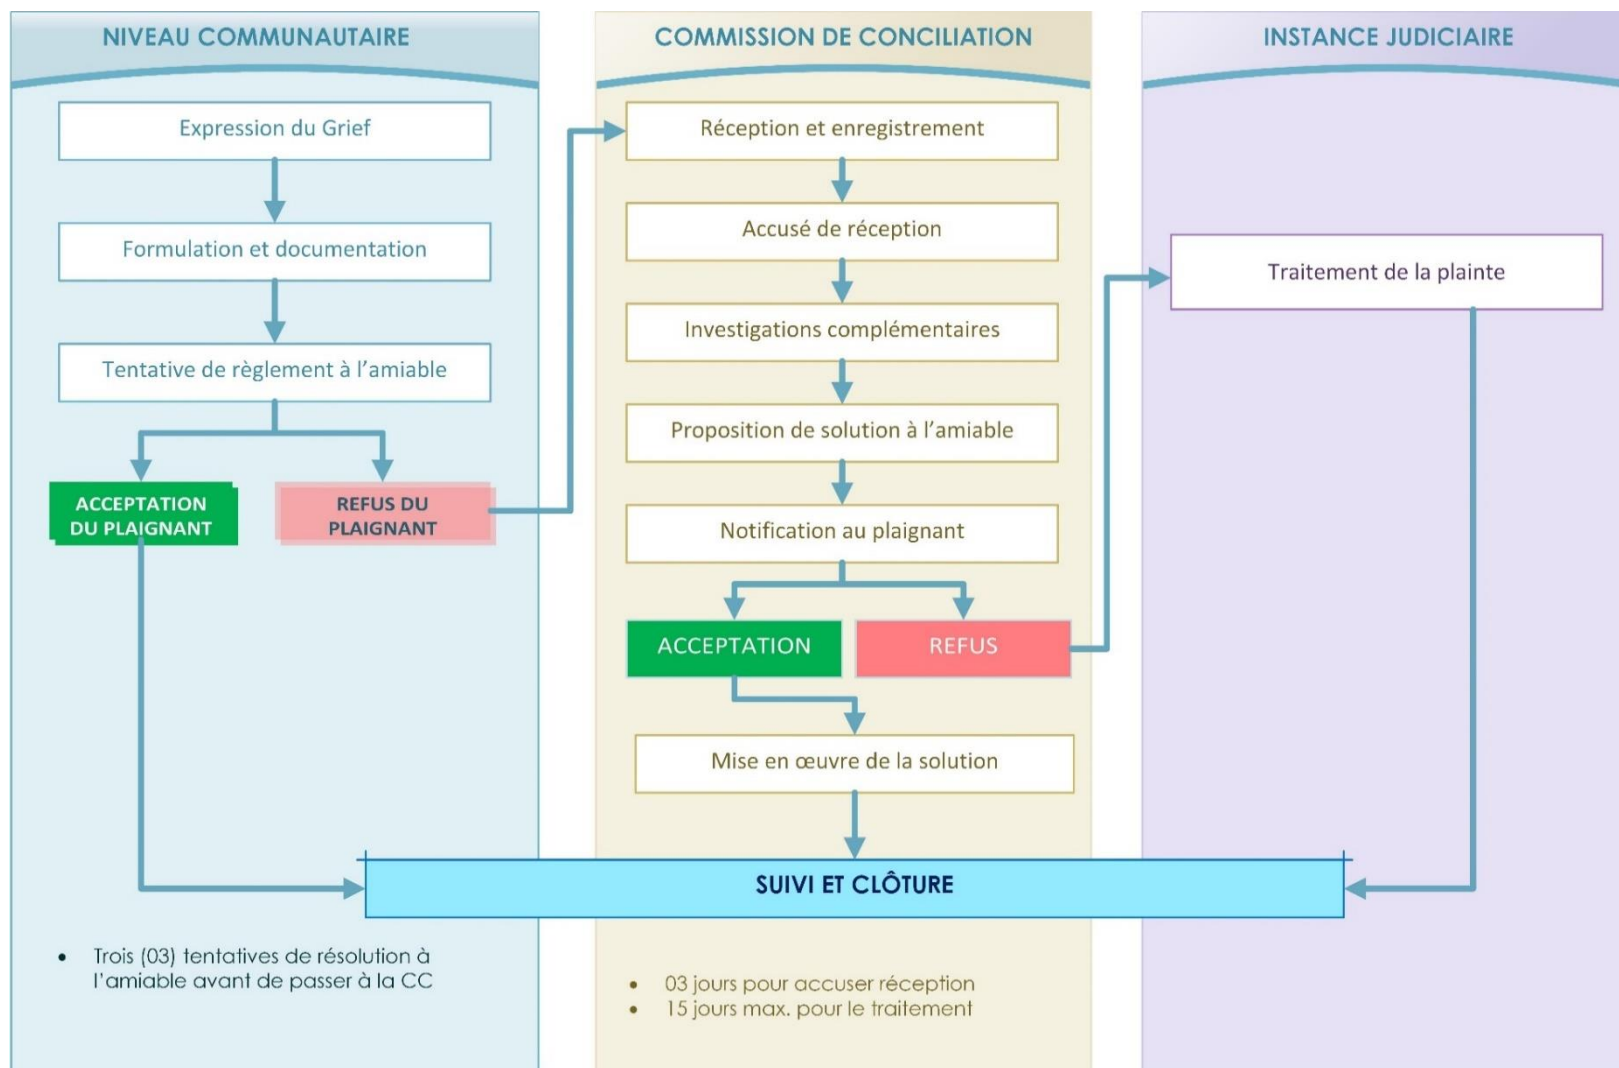 NIVEAU COMMUNAUTAIRE
Expression du Grief
Formulation et documentation
Tentative de règlement à l’amiable
ACCEPTATION
DU PLAIGNANT
REFUS DU
PLAIGNANT
COMMISSION DE CONCILIATION
Réception et enregistrement
Accusé de réception
Investigations complémentaires
Proposition de solution à l’amiable
Notification au plaignant
ACCEPTATION
REFUS
Mise en œuvre de la solution
INSTANCE JUDICIAIRE
Traitement de la plainte
SUIVI ET CLÔTURE
• Trois (03) tentatives de résolution à
l’amiable avant de passer à la CC
• 03 jours pour accuser réception
• 15 jours max. pour le traitement